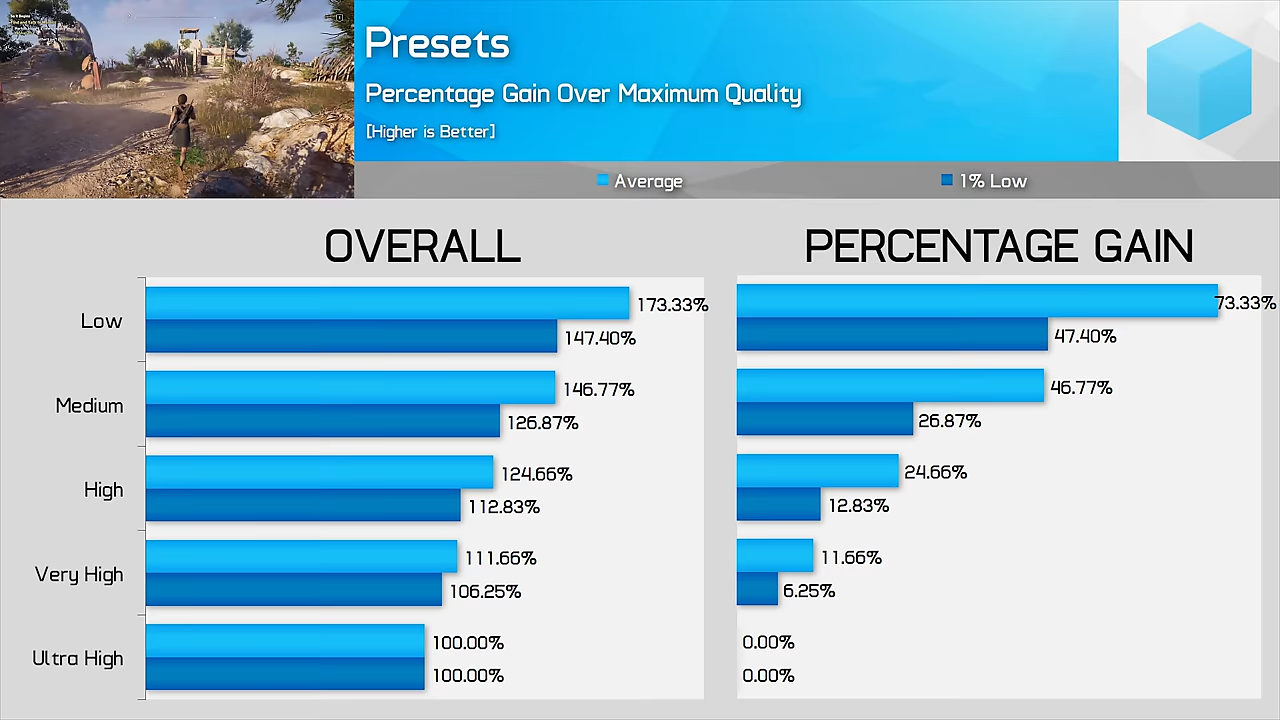 Presets
Percentage Gain Over Maximum Quality
[Higher is Better]
Average
1% Low
OVERALL
PERCENTAGE GAIN
Low
173.33%
147.40%
73.33%
47.40%
Medium
146.77%
126.87%
46.77%
26.87%
High
124.66%
112.83%
24.66%
12.83%
Very High
111.66%
106.25%
11.66%
6.25%
Ultra High
100.00%
100.00%
0.00%
0.00%